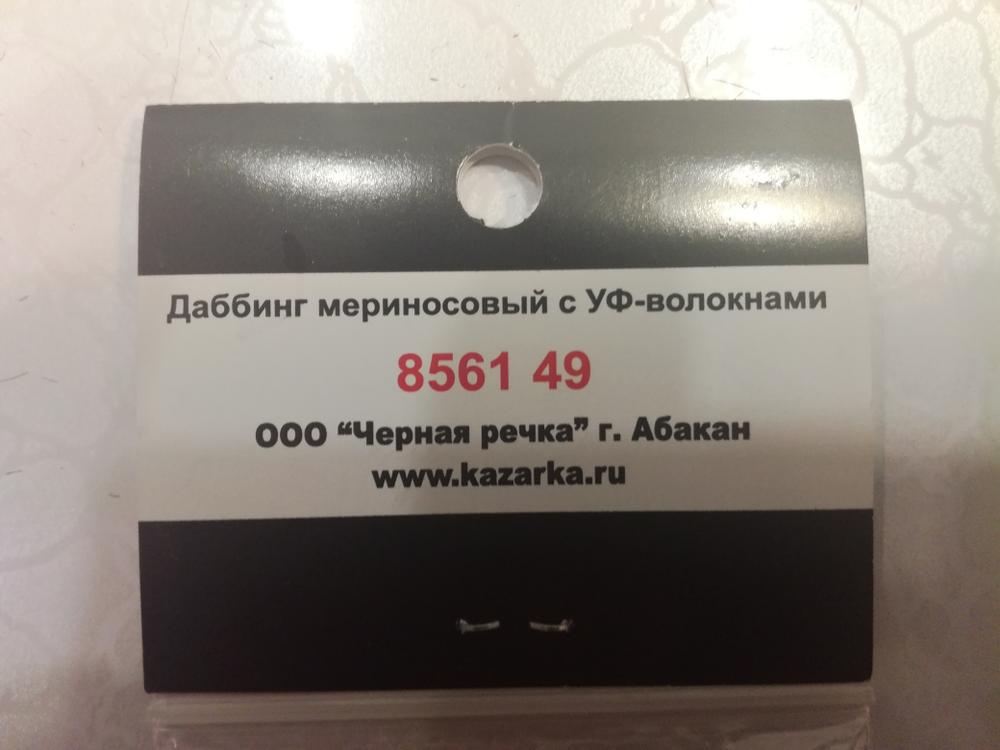 Даббинг мериносовый с УФ-волокнами
8561 49
ООО “Черная речка” г. Абакан
www.kazarka.ru